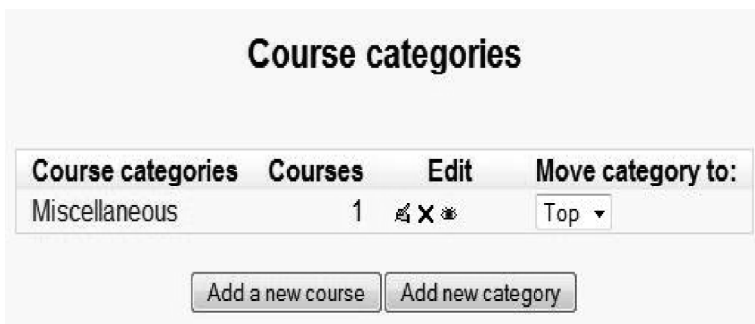 Course categories
Course categories Courses Edit Move category to:
Miscellaneous 1 Top
Add a new course Add new category